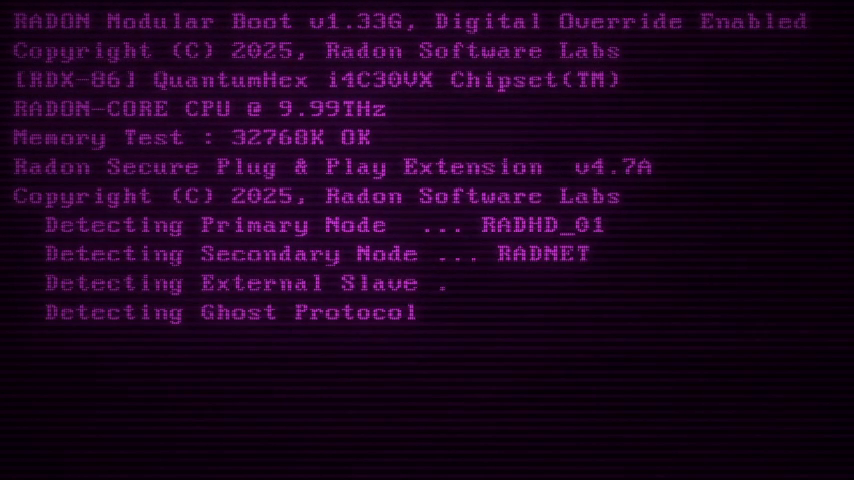 RADON Modular Boot v1.33G, Digital Override Enabled
Copyright (C) 2025, Radon Software Labs
[RDX-86] QuantumHex i4C30VX Chipset(TM)
RADON-CORE CPU @ 9.99THz
Memory Test : 32768K OK
Radon Secure Plug & Play Extension  v4.7A
Copyright (C) 2025, Radon Software Labs
Detecting Primary Node  ... RADHD_01
Detecting Secondary Node ... RADNET
Detecting External Slave .
Detecting Ghost Protocol